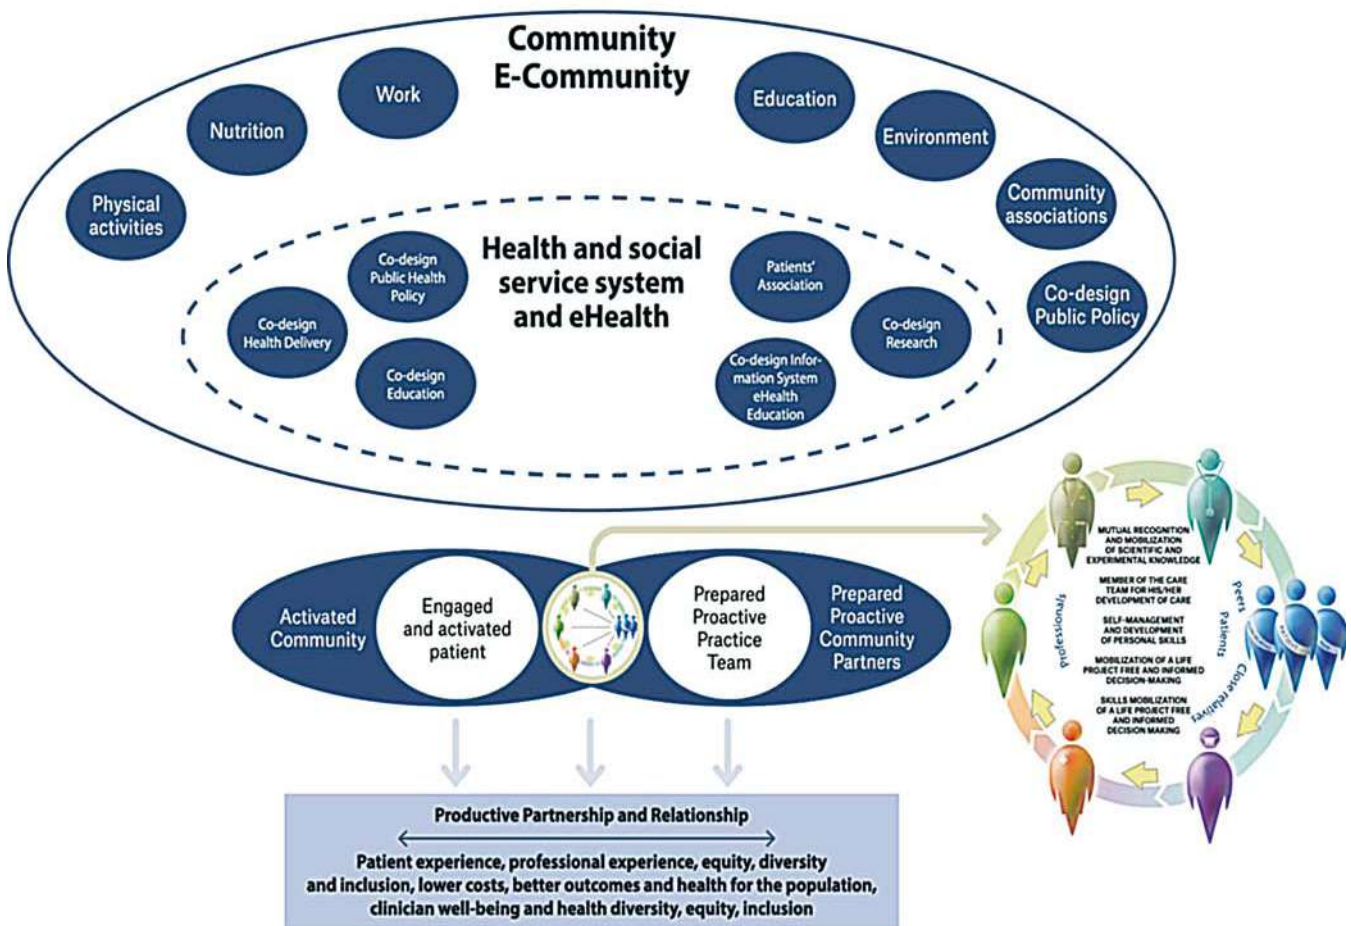 Community
E-Community
Work
Education
Nutrition
Environment
Physical
activities
Community
associations
Health and social
service system
and eHealth
Co-design
Public Health
Policy
Patients'
Association
Co-design
Public Policy
Co-design
Health Delivery
Co-design
Research
Co-design
Education
Co-design Infor-
mation System
eHealth
Education
Activated
Community
Engaged
and activated
patient
Prepared
Proactive
Practice
Team
Prepared
Proactive
Community
Partners
MUTUAL RECOGNITION
AND MOBILIZATION
OF SCIENTIFIC AND
EXPERIMENTAL KNOWLEDGE
MEMBER OF THE CARE
TEAM FOR HIS/HER
DEVELOPMENT OF CARE
SELF-MANAGEMENT
AND DEVELOPMENT
OF PERSONAL SKILLS
MOBILIZATION OF A LIFE
PROJECT FREE AND INFORMED
DECISION-MAKING
SKILLS MOBILIZATION
OF A LIFE PROJECT FREE
AND INFORMED
DECISION MAKING
Professionals
Peers
Patients
Close relatives
Productive Partnership and Relationship
Patient experience, professional experience, equity, diversity
and inclusion, lower costs, better outcomes and health for the population,
clinician well-being and health diversity, equity, inclusion